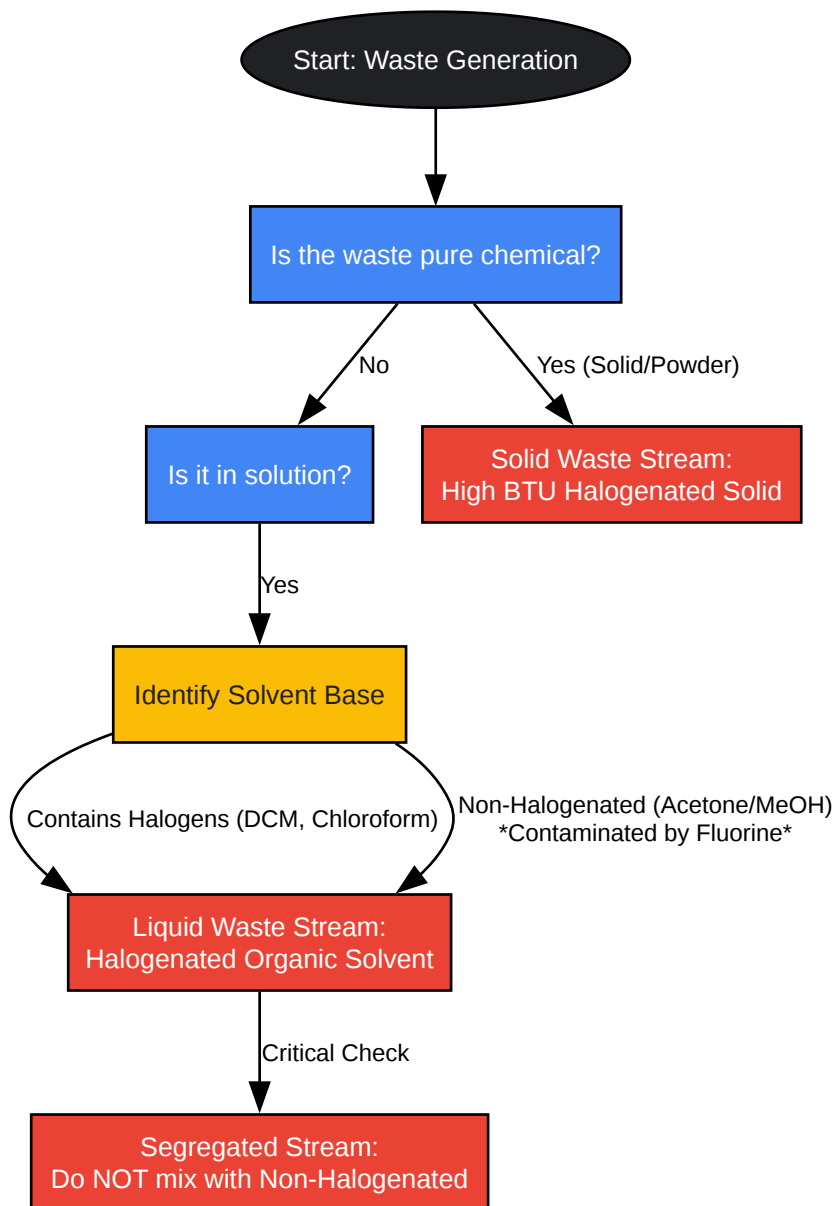 Start: Waste Generation
Is the waste pure chemical?
No
Yes (Solid/Powder)
Is it in solution?
Solid Waste Stream:
High BTU Halogenated Solid
Yes
Identify Solvent Base
Contains Halogens (DCM, Chloroform)
Non-Halogenated (Acetone/MeOH)
*Contaminated by Fluorine*
Liquid Waste Stream:
Halogenated Organic Solvent
Critical Check
Segregated Stream:
Do NOT mix with Non-Halogenated